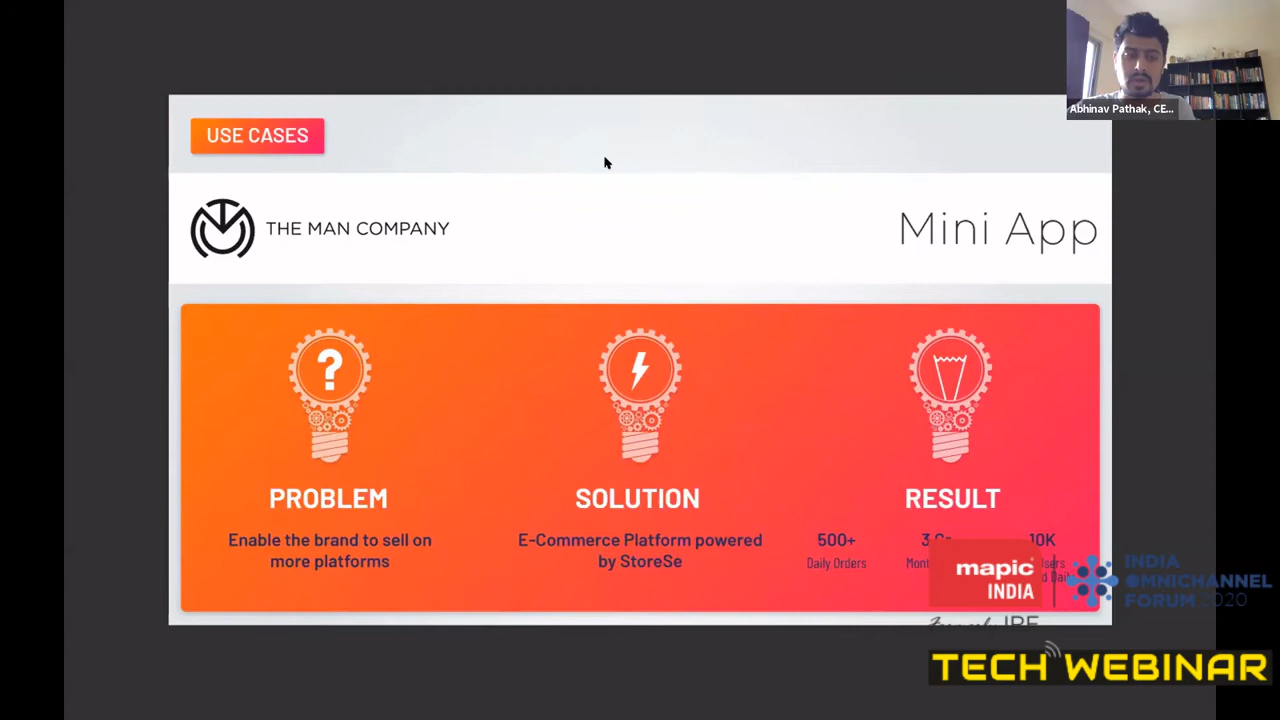 Abhinav Pathak, CE...
USE CASES
THE MAN COMPANY
Mini App
?
PROBLEM
SOLUTION
RESULT
Enable the brand to sell on
more platforms
E-Commerce Platform powered
by StoreSe
500+
10K
Daily Orders
mapic
INDIA
INDIA
OMNICHANNEL
FORUM 2020
TECH WEBINAR